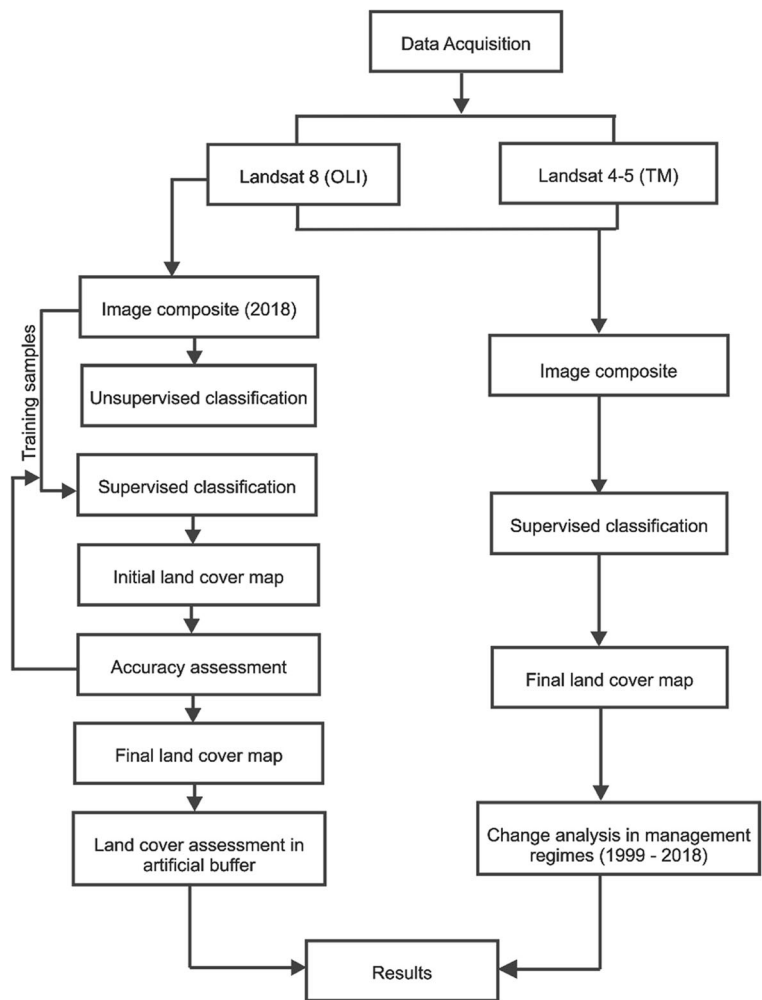 Data Acquisition
Landsat 8 (OLI)
Landsat 4-5 (TM)
Image composite (2018)
Training samples
Unsupervised classification
Supervised classification
Initial land cover map
Accuracy assessment
Final land cover map
Land cover assessment in
artificial buffer
Image composite
Supervised classification
Final land cover map
Change analysis in management
regimes (1999 - 2018)
Results